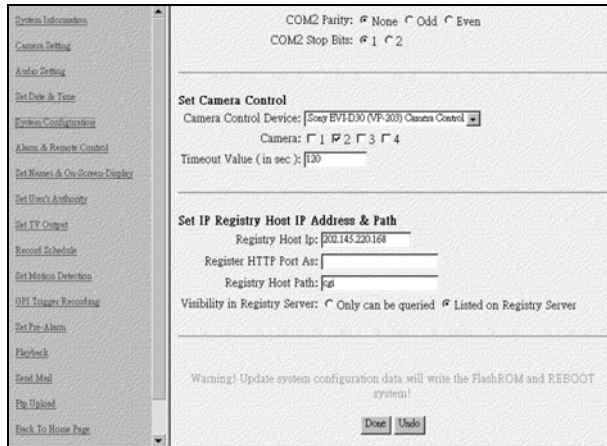 System Information
Camera Setting
Audio Setting
Set Date & Time
System Configuration
Alarm & Remote Control
Set Names & On-Screen-Display
Set User's Authority
Set TV Output
Record Schedule
Set Motion Detection
GPI Trigger Recording
Set Pre-Alarm
Playback
Send Mail
Ftp Upload
Back To Home Page
COM2 Parity: None Odd Even
COM2 Stop Bits: 1 2
Set Camera Control
Camera Control Device: Sony EVI-D30 (VP-203) Camera Control
Camera: 1 2 3 4
Timeout Value ( in sec ): 120
Set IP Registry Host IP Address & Path
Registry Host Ip: 202.145.220.168
Register HTTP Port As:
Registry Host Path: cgi
Visibility in Registry Server: Only can be queried Listed on Registry Server
Warning! Update system configuration data will write the FlashROM and REBOOT
system!
Done Undo